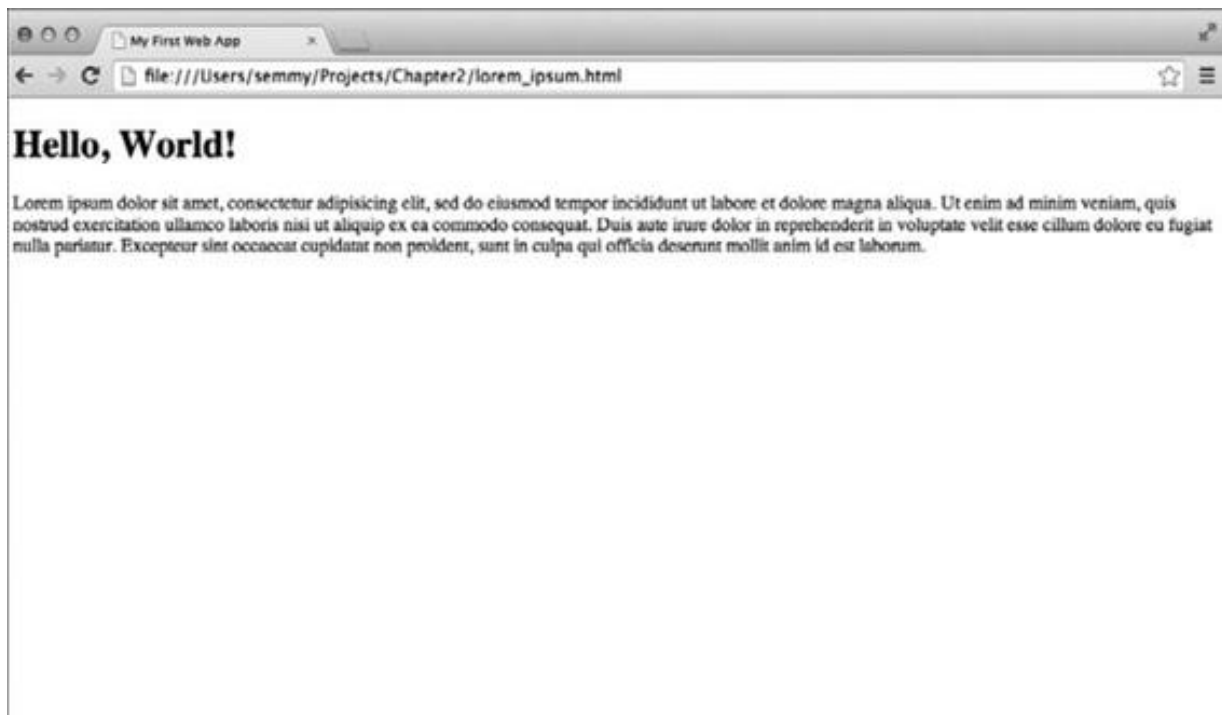 My First Web App
file:///Users/semmy/Projects/Chapter2/lorem_ipsum.html
Hello, World!
Lorem ipsum dolor sit amet, consectetur adipisicing elit, sed do eiusmod tempor incididunt ut labore et dolore magna aliqua. Ut enim ad minim veniam, quis
nostrud exercitation ullamco laboris nisi ut aliquip ex ea commodo consequat. Duis aute irure dolor in reprehenderit in voluptate velit esse cillum dolore eu fugiat
nulla pariatur. Excepteur sint occaecat cupidatat non proident, sunt in culpa qui officia deserunt mollit anim id est laborum.